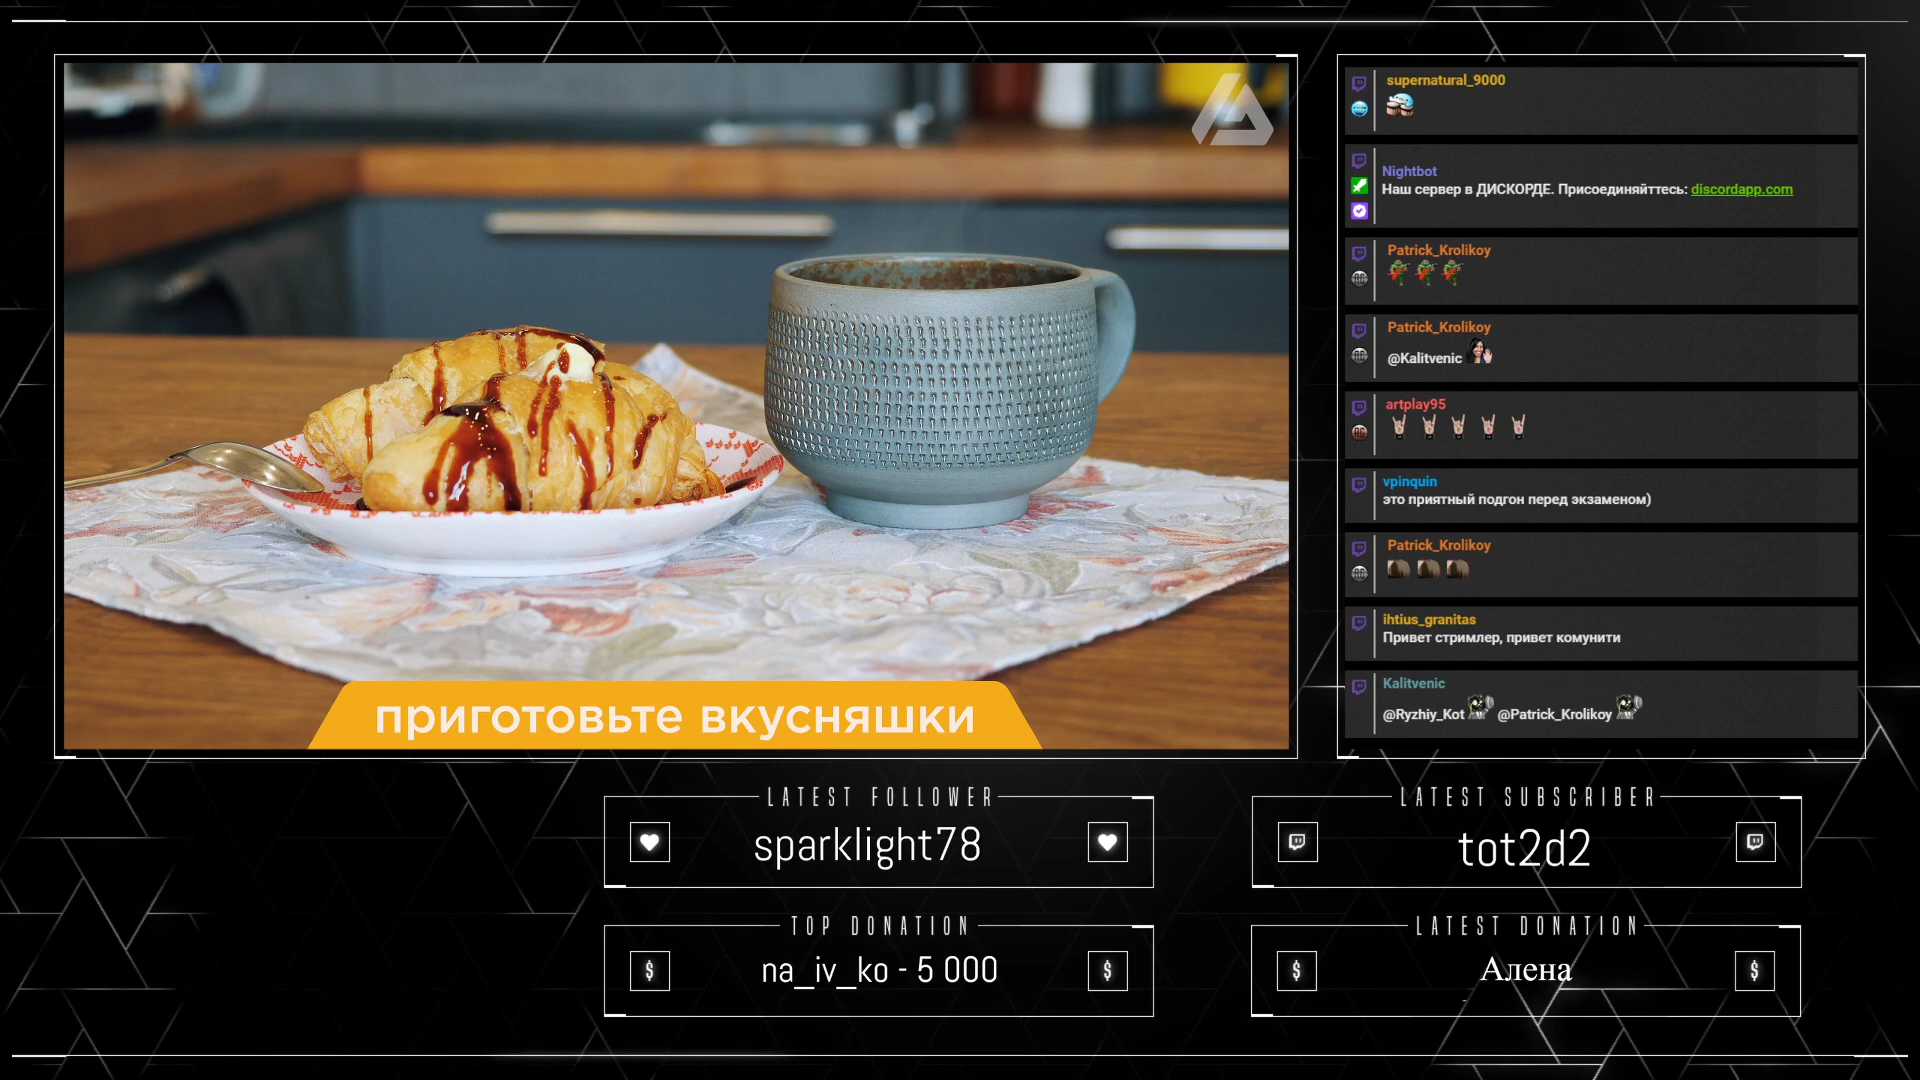 приготовьте вкусняшки
supernatural_9000
Nightbot
Наш сервер в ДИСКОРДЕ. Присоединяйттесь: discordapp.com
Patrick_Krolikoy
Patrick_Krolikoy
@Kalitvenic
artplay95
vpinquin
это приятный подгон перед экзаменом)
Patrick_Krolikoy
ihtius_granitas
Привет стримлер, привет комунити
Kalitvenic
@Ryzhiy_Kot @Patrick_Krolikoy
LATEST FOLLOWER
sparklight78
LATEST SUBSCRIBER
tot2d2
TOP DONATION
$ na_iv_ko - 5 000 $
LATEST DONATION
$ Алена $